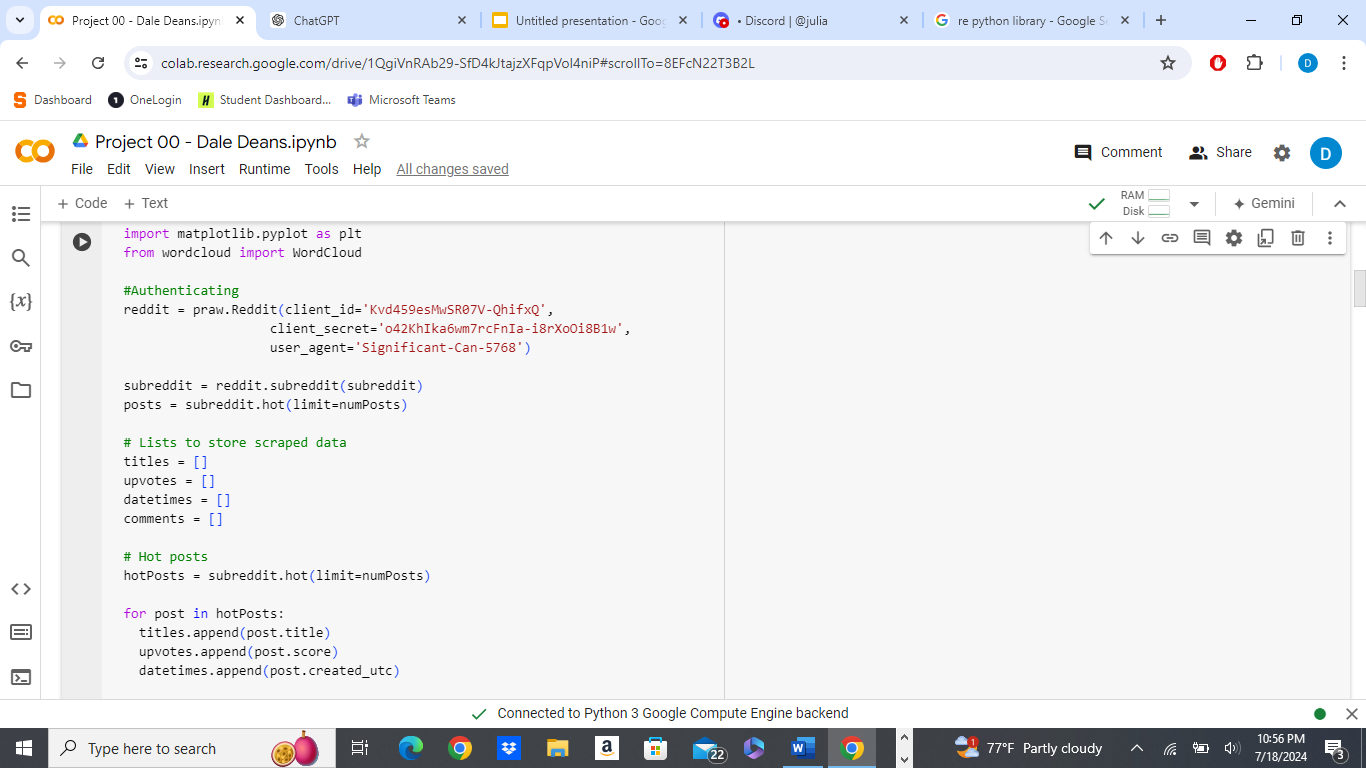 Project 00 - Dale Deans.ipyn
ChatGPT
Untitled presentation - Goo
• Discord | @julia
re python library - Google S
colab.research.google.com/drive/1QgiVnRAb29-SfD4kJtajzXFqpVoI4niP#scrollTo=8EFcN22T3B2L
D
Dashboard
OneLogin
Student Dashboard...
Microsoft Teams
Project 00 - Dale Deans.ipynb
File Edit View Insert Runtime Tools Help All changes saved
Comment
Share
D
+ Code + Text
RAM
Disk
Gemini
import matplotlib.pyplot as plt
from wordcloud import WordCloud
#Authenticating
reddit = praw.Reddit(client_id='Kvd459esMwSR07V-QhifxQ',
client_secret='o42KhIka6wm7rcFnIa-i8rXoOi8B1w',
user_agent='Significant-Can-5768')
subreddit = reddit.subreddit(subreddit)
posts = subreddit.hot(limit=numPosts)
# Lists to store scraped data
titles = []
upvotes = []
datetimes = []
comments = []
# Hot posts
hotPosts = subreddit.hot(limit=numPosts)
for post in hotPosts:
titles.append(post.title)
upvotes.append(post.score)
datetimes.append(post.created_utc)
Connected to Python 3 Google Compute Engine backend
Type here to search
22
1
77°F Partly cloudy
10:56 PM
7/18/2024
3